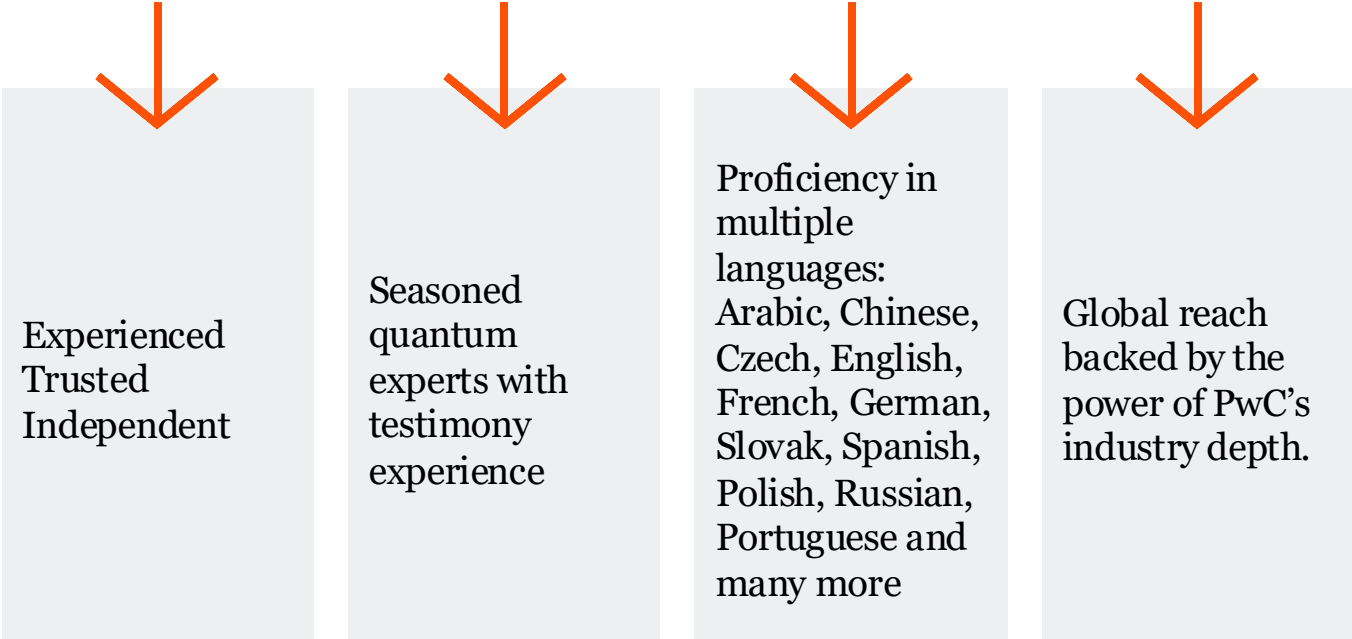 Experienced
Trusted
Independent
Seasoned
quantum
experts with
testimony
experience
Proficiency in
multiple
languages:
Arabic, Chinese,
Czech, English,
French, German,
Slovak, Spanish,
Polish, Russian,
Portuguese and
many more
Global reach
backed by the
power of PwC’s
industry depth.